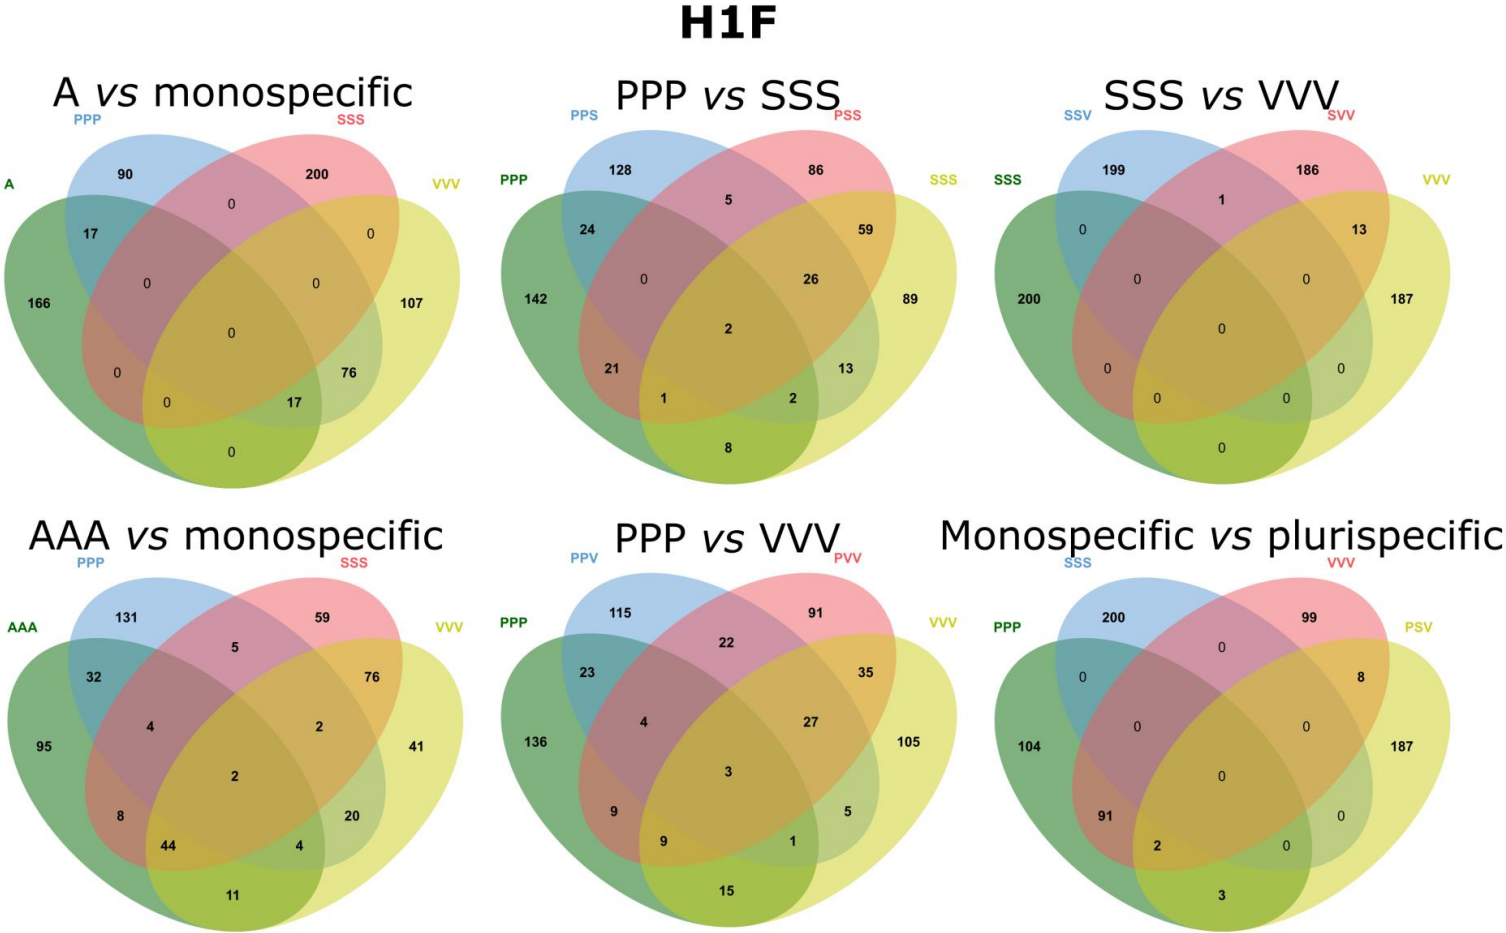 H1F
A vs monospecific
PPP
SSS
A
VVV
90
200
0
17
0
166
0
0
107
0
0
76
0
17
0
PPP vs SSS
PPS
PSS
PPP
SSS
128
86
5
24
59
142
0
26
89
2
21
13
1
2
8
SSS vs VVV
SSV
SVV
SSS
VVV
199
186
1
0
13
200
0
0
187
0
0
0
0
0
0
AAA vs monospecific
PPP
SSS
AAA
VVV
131
59
5
32
76
95
4
2
41
2
8
20
44
4
11
PPP vs VVV
PPV
PVV
PPP
VVV
115
91
22
23
35
136
4
27
105
3
9
5
9
1
15
Monospecific vs plurispecific
SSS
VVV
PPP
PSV
200
99
0
0
8
104
0
0
187
0
91
0
2
0
3